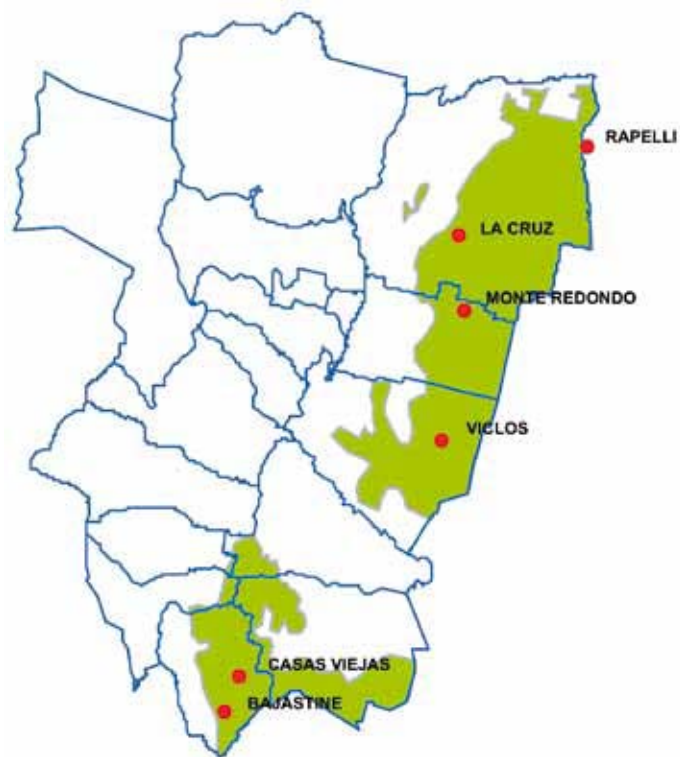 RAPELLI
LA CRUZ
MONTE REDONDO
VICLOS
CASAS VIEJAS
BAJASTINE